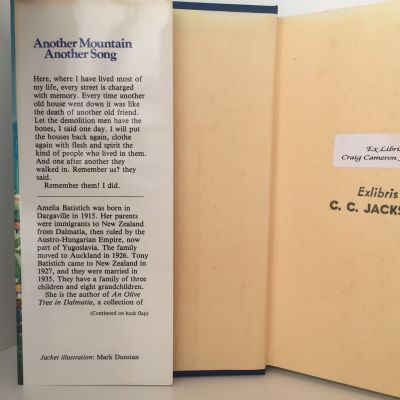 Another Mountain
Another Song
Here, where I have lived most of
my life, every street is charged
with memory. Every time another
old house went down it was like
the death of another old friend.
Let the demolition men have the
bones, I said one day. I will put
the houses back again, clothe
again with flesh and spirit the
kind of people who lived in them.
And one after another they
walked in. Remember us? they
said.
Remember them! I did.
Amelia Batistich was born in
Dargaville in 1915. Her parents
were immigrants to New Zealand
from Dalmatia, then ruled by the
Austro-Hungarian Empire, now
part of Yugoslavia. The family
moved to Auckland in 1926. Tony
Batistich came to New Zealand in
1927, and they were married in
1935. They have a family of three
children and eight grandchildren.
She is the author of An Olive
Tree in Dalmatia, a collection of
(Continued on back flap)
Jacket illustration: Mark Dunstan
Ex Libris
Craig Cameron
Exlibris
C. C. JACKS